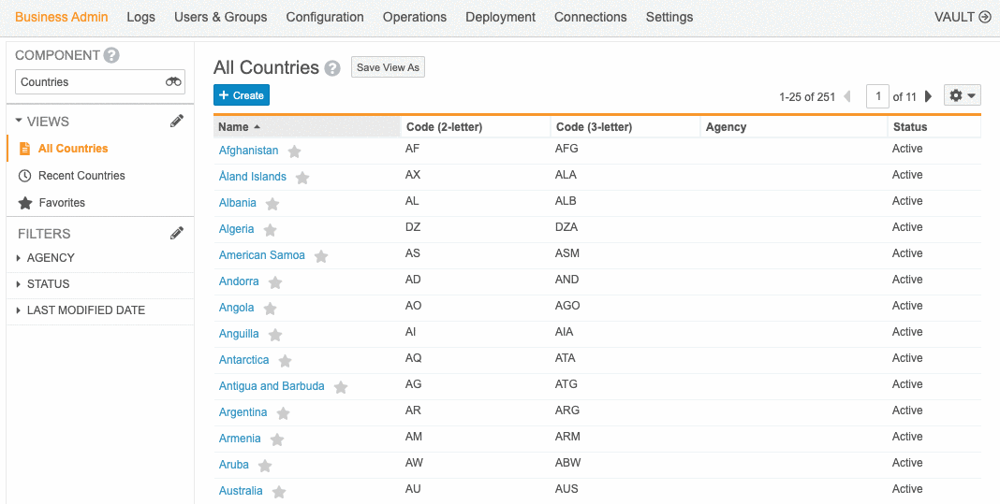 Business Admin Logs Users & Groups Configuration Operations Deployment Connections Settings VAULT
COMPONENT ?
Countries
VIEWS
All Countries
Recent Countries
Favorites
FILTERS
AGENCY
STATUS
LAST MODIFIED DATE
All Countries ? Save View As
+ Create
1-25 of 251 1 of 11
Name Code (2-letter) Code (3-letter) Agency Status
Afghanistan AF AFG Active
Åland Islands AX ALA Active
Albania AL ALB Active
Algeria DZ DZA Active
American Samoa AS ASM Active
Andorra AD AND Active
Angola AO AGO Active
Anguilla AI AIA Active
Antarctica AQ ATA Active
Antigua and Barbuda AG ATG Active
Argentina AR ARG Active
Armenia AM ARM Active
Aruba AW ABW Active
Australia AU AUS Active